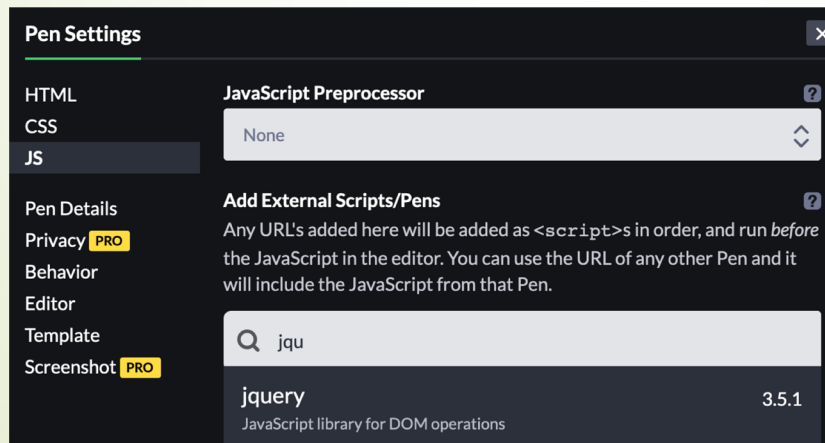 Pen Settings
HTML
CSS
JS
Pen Details
Privacy PRO
Behavior
Editor
Template
Screenshot PRO
JavaScript Preprocessor ?
None
Add External Scripts/Pens ?
Any URL's added here will be added as <script>s in order, and run before
the JavaScript in the editor. You can use the URL of any other Pen and it
will include the JavaScript from that Pen.
jqu
jquery 3.5.1
JavaScript library for DOM operations